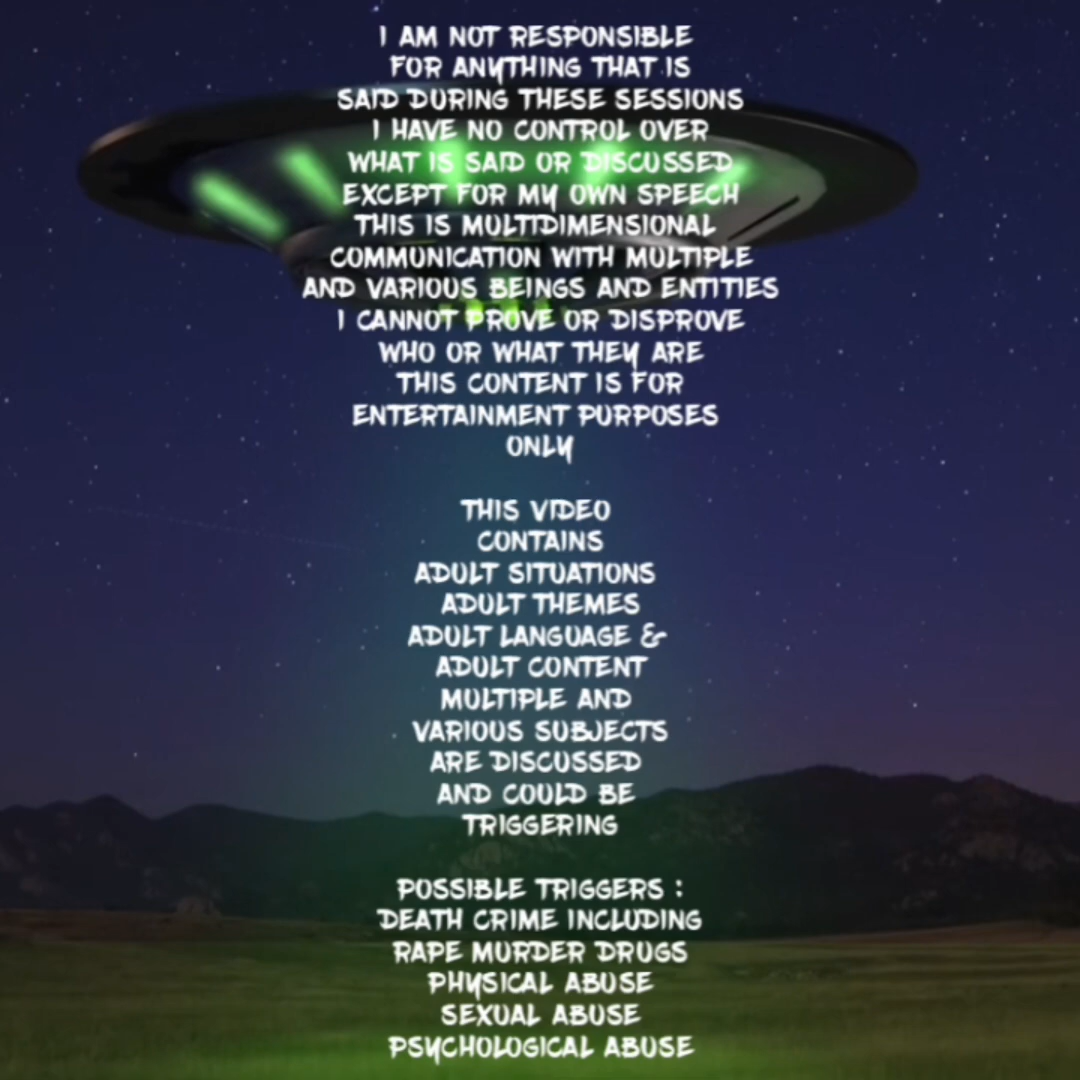 I AM NOT RESPONSIBLE
FOR ANYTHING THAT IS
SAID DURING THESE SESSIONS
I HAVE NO CONTROL OVER
WHAT IS SAID OR DISCUSSED
EXCEPT FOR MY OWN SPEECH
THIS IS MULTIDIMENSIONAL
COMMUNICATION WITH MULTIPLE
AND VARIOUS BEINGS AND ENTITIES
I CANNOT PROVE OR DISPROVE
WHO OR WHAT THEY ARE
THIS CONTENT IS FOR
ENTERTAINMENT PURPOSES
ONLY
THIS VIDEO
CONTAINS
ADULT SITUATIONS
ADULT THEMES
ADULT LANGUAGE &
ADULT CONTENT
MULTIPLE AND
VARIOUS SUBJECTS
ARE DISCUSSED
AND COULD BE
TRIGGERING
POSSIBLE TRIGGERS :
DEATH CRIME INCLUDING
RAPE MURDER DRUGS
PHYSICAL ABUSE
SEXUAL ABUSE
PSYCHOLOGICAL ABUSE